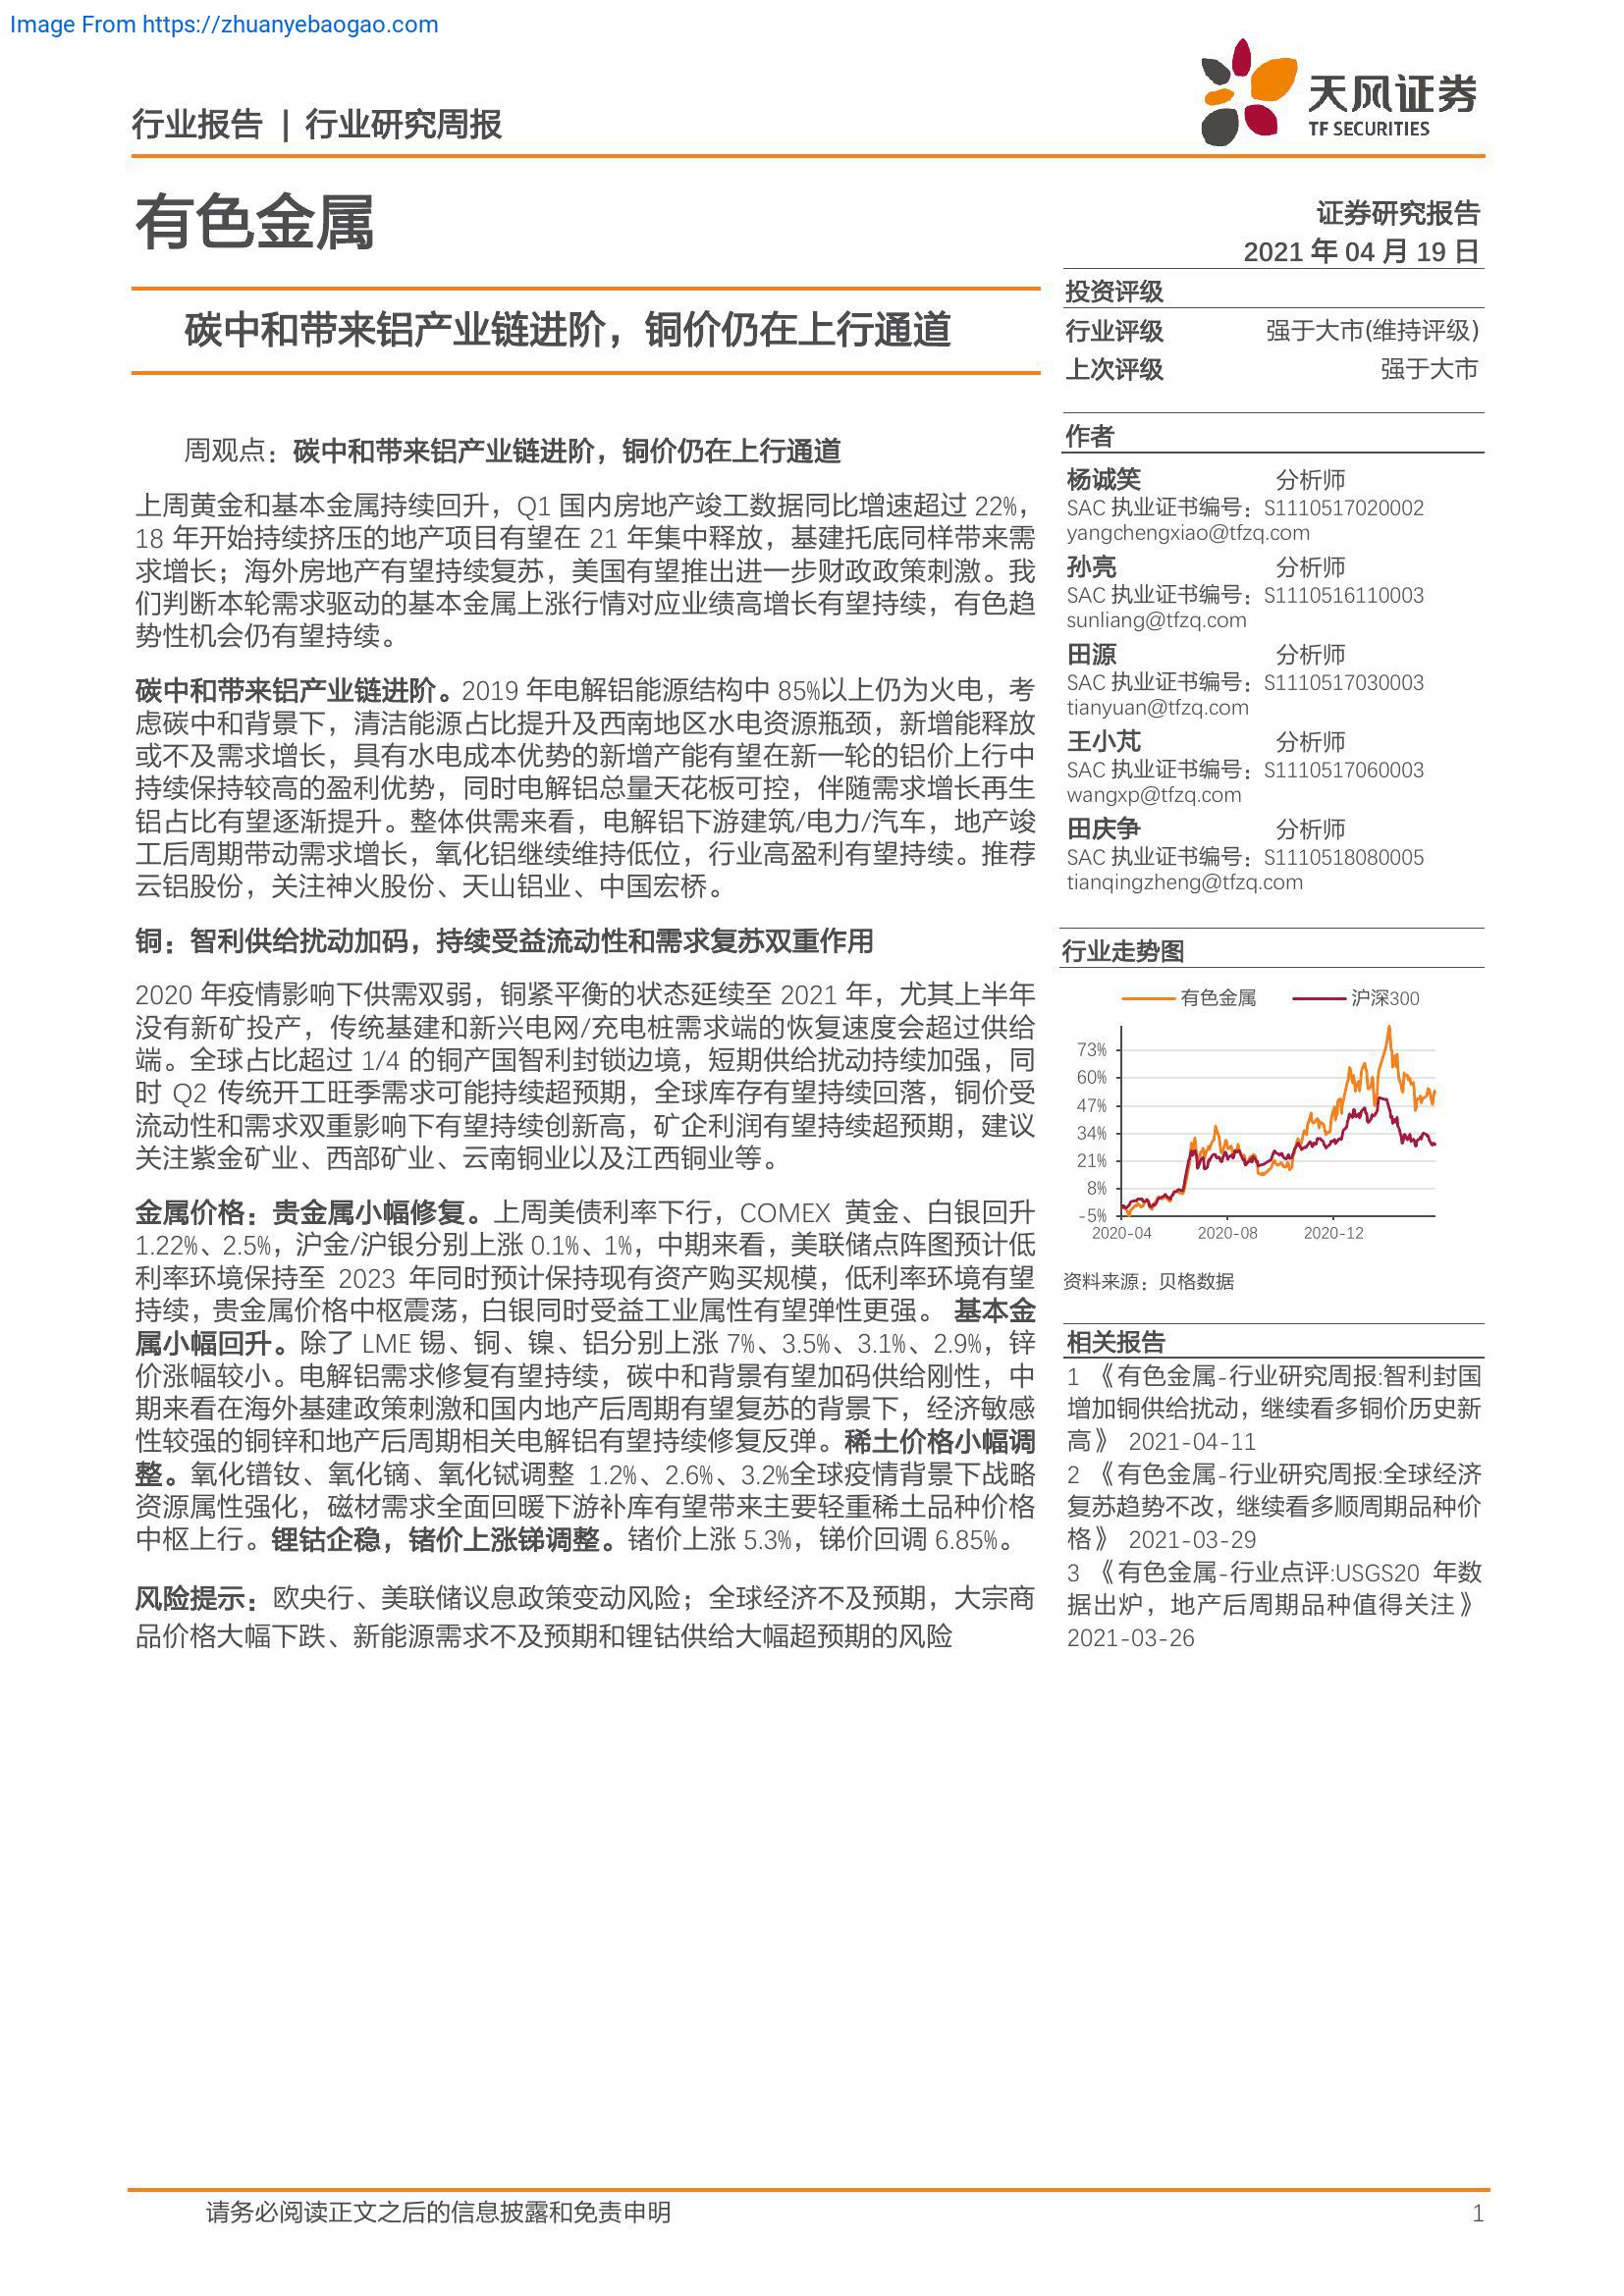 Image From https://zhuanyebaogao.com
行业报告 | 行业研究周报
天风证券
TF SECURITIES
有色金属
证券研究报告
2021 年 04 月 19 日
碳中和带来铝产业链进阶，铜价仍在上行通道
周观点：碳中和带来铝产业链进阶，铜价仍在上行通道
上周黄金和基本金属持续回升，Q1 国内房地产竣工数据同比增速超过 22%，
18 年开始持续挤压的地产项目有望在 21 年集中释放，基建托底同样带来需
求增长；海外房地产有望持续复苏，美国有望推出进一步财政政策刺激。我
们判断本轮需求驱动的基本金属上涨行情对应业绩高增长有望持续，有色趋
势性机会仍有望持续。
碳中和带来铝产业链进阶。2019 年电解铝能源结构中 85%以上仍为火电，考
虑碳中和背景下，清洁能源占比提升及西南地区水电资源瓶颈，新增能释放
或不及需求增长，具有水电成本优势的新增产能有望在新一轮的铝价上行中
持续保持较高的盈利优势，同时电解铝总量天花板可控，伴随需求增长再生
铝占比有望逐渐提升。整体供需来看，电解铝下游建筑/电力/汽车，地产竣
工后周期带动需求增长，氧化铝继续维持低位，行业高盈利有望持续。推荐
云铝股份，关注神火股份、天山铝业、中国宏桥。
铜：智利供给扰动加码，持续受益流动性和需求复苏双重作用
2020 年疫情影响下供需双弱，铜紧平衡的状态延续至 2021 年，尤其上半年
没有新矿投产，传统基建和新兴电网/充电桩需求端的恢复速度会超过供给
端。全球占比超过 1/4 的铜产国智利封锁边境，短期供给扰动持续加强，同
时 Q2 传统开工旺季需求可能持续超预期，全球库存有望持续回落，铜价受
流动性和需求双重影响下有望持续创新高，矿企利润有望持续超预期，建议
关注紫金矿业、西部矿业、云南铜业以及江西铜业等。
金属价格：贵金属小幅修复。上周美债利率下行，COMEX 黄金、白银回升
1.22%、2.5%，沪金/沪银分别上涨 0.1%、1%，中期来看，美联储点阵图预计低
利率环境保持至 2023 年同时预计保持现有资产购买规模，低利率环境有望
持续，贵金属价格中枢震荡，白银同时受益工业属性有望弹性更强。 基本金
属小幅回升。除了 LME 锡、铜、镍、铝分别上涨 7%、3.5%、3.1%、2.9%，锌
价涨幅较小。电解铝需求修复有望持续，碳中和背景有望加码供给刚性，中
期来看在海外基建政策刺激和国内地产后周期有望复苏的背景下，经济敏感
性较强的铜锌和地产后周期相关电解铝有望持续修复反弹。稀土价格小幅调
整。氧化镨钕、氧化镝、氧化铽调整 1.2%、2.6%、3.2%全球疫情背景下战略
资源属性强化，磁材需求全面回暖下游补库有望带来主要轻重稀土品种价格
中枢上行。锂钴企稳，锗价上涨锑调整。锗价上涨 5.3%，锑价回调 6.85%。
风险提示：欧央行、美联储议息政策变动风险；全球经济不及预期，大宗商
品价格大幅下跌、新能源需求不及预期和锂钴供给大幅超预期的风险
投资评级
行业评级 强于大市(维持评级)
上次评级 强于大市
作者
杨诚笑 分析师
SAC 执业证书编号：S1110517020002
yangchengxiao@tfzq.com
孙亮 分析师
SAC 执业证书编号：S1110516110003
sunliang@tfzq.com
田源 分析师
SAC 执业证书编号：S1110517030003
tianyuan@tfzq.com
王小芃 分析师
SAC 执业证书编号：S1110517060003
wangxp@tfzq.com
田庆争 分析师
SAC 执业证书编号：S1110518080005
tianqingzheng@tfzq.com
行业走势图
有色金属 沪深300
73%
60%
47%
34%
21%
8%
-5%
2020-04 2020-08 2020-12
资料来源：贝格数据
相关报告
1 《有色金属-行业研究周报:智利封国
增加铜供给扰动，继续看多铜价历史新
高》 2021-04-11
2 《有色金属-行业研究周报:全球经济
复苏趋势不改，继续看多顺周期品种价
格》 2021-03-29
3 《有色金属-行业点评:USGS20 年数
据出炉，地产后周期品种值得关注》
2021-03-26
请务必阅读正文之后的信息披露和免责申明 1